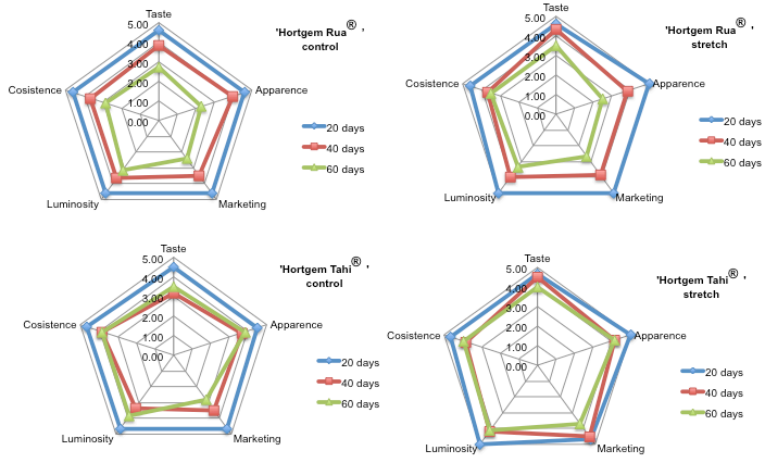 Taste
5.00
4.00
3.00
2.00
1.00
0.00
Cosistence
Apparence
Luminosity
Marketing
'Hortgem Rua® '
control
20 days
40 days
60 days
Taste
5.00
4.00
3.00
2.00
1.00
0.00
Cosistence
Apparence
Luminosity
Marketing
'Hortgem Rua® '
stretch
20 days
40 days
60 days
Taste
5.00
4.00
3.00
2.00
1.00
0.00
Cosistence
Apparence
Luminosity
Marketing
'Hortgem Tahi® '
control
20 days
40 days
60 days
Taste
5.00
4.00
3.00
2.00
1.00
0.00
Cosistence
Apparence
Luminosity
Marketing
'Hortgem Tahi® '
stretch
20 days
40 days
60 days